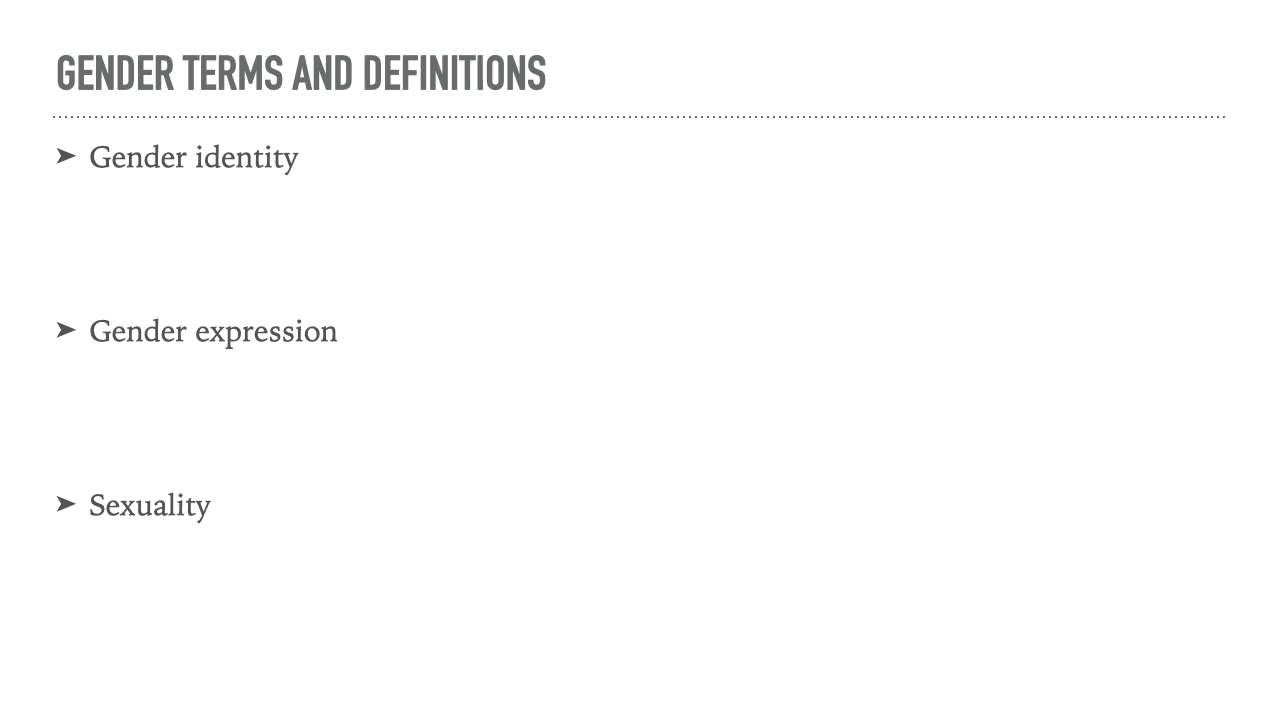 GENDER TERMS AND DEFINITIONS
➤ Gender identity
➤ Gender expression
➤ Sexuality